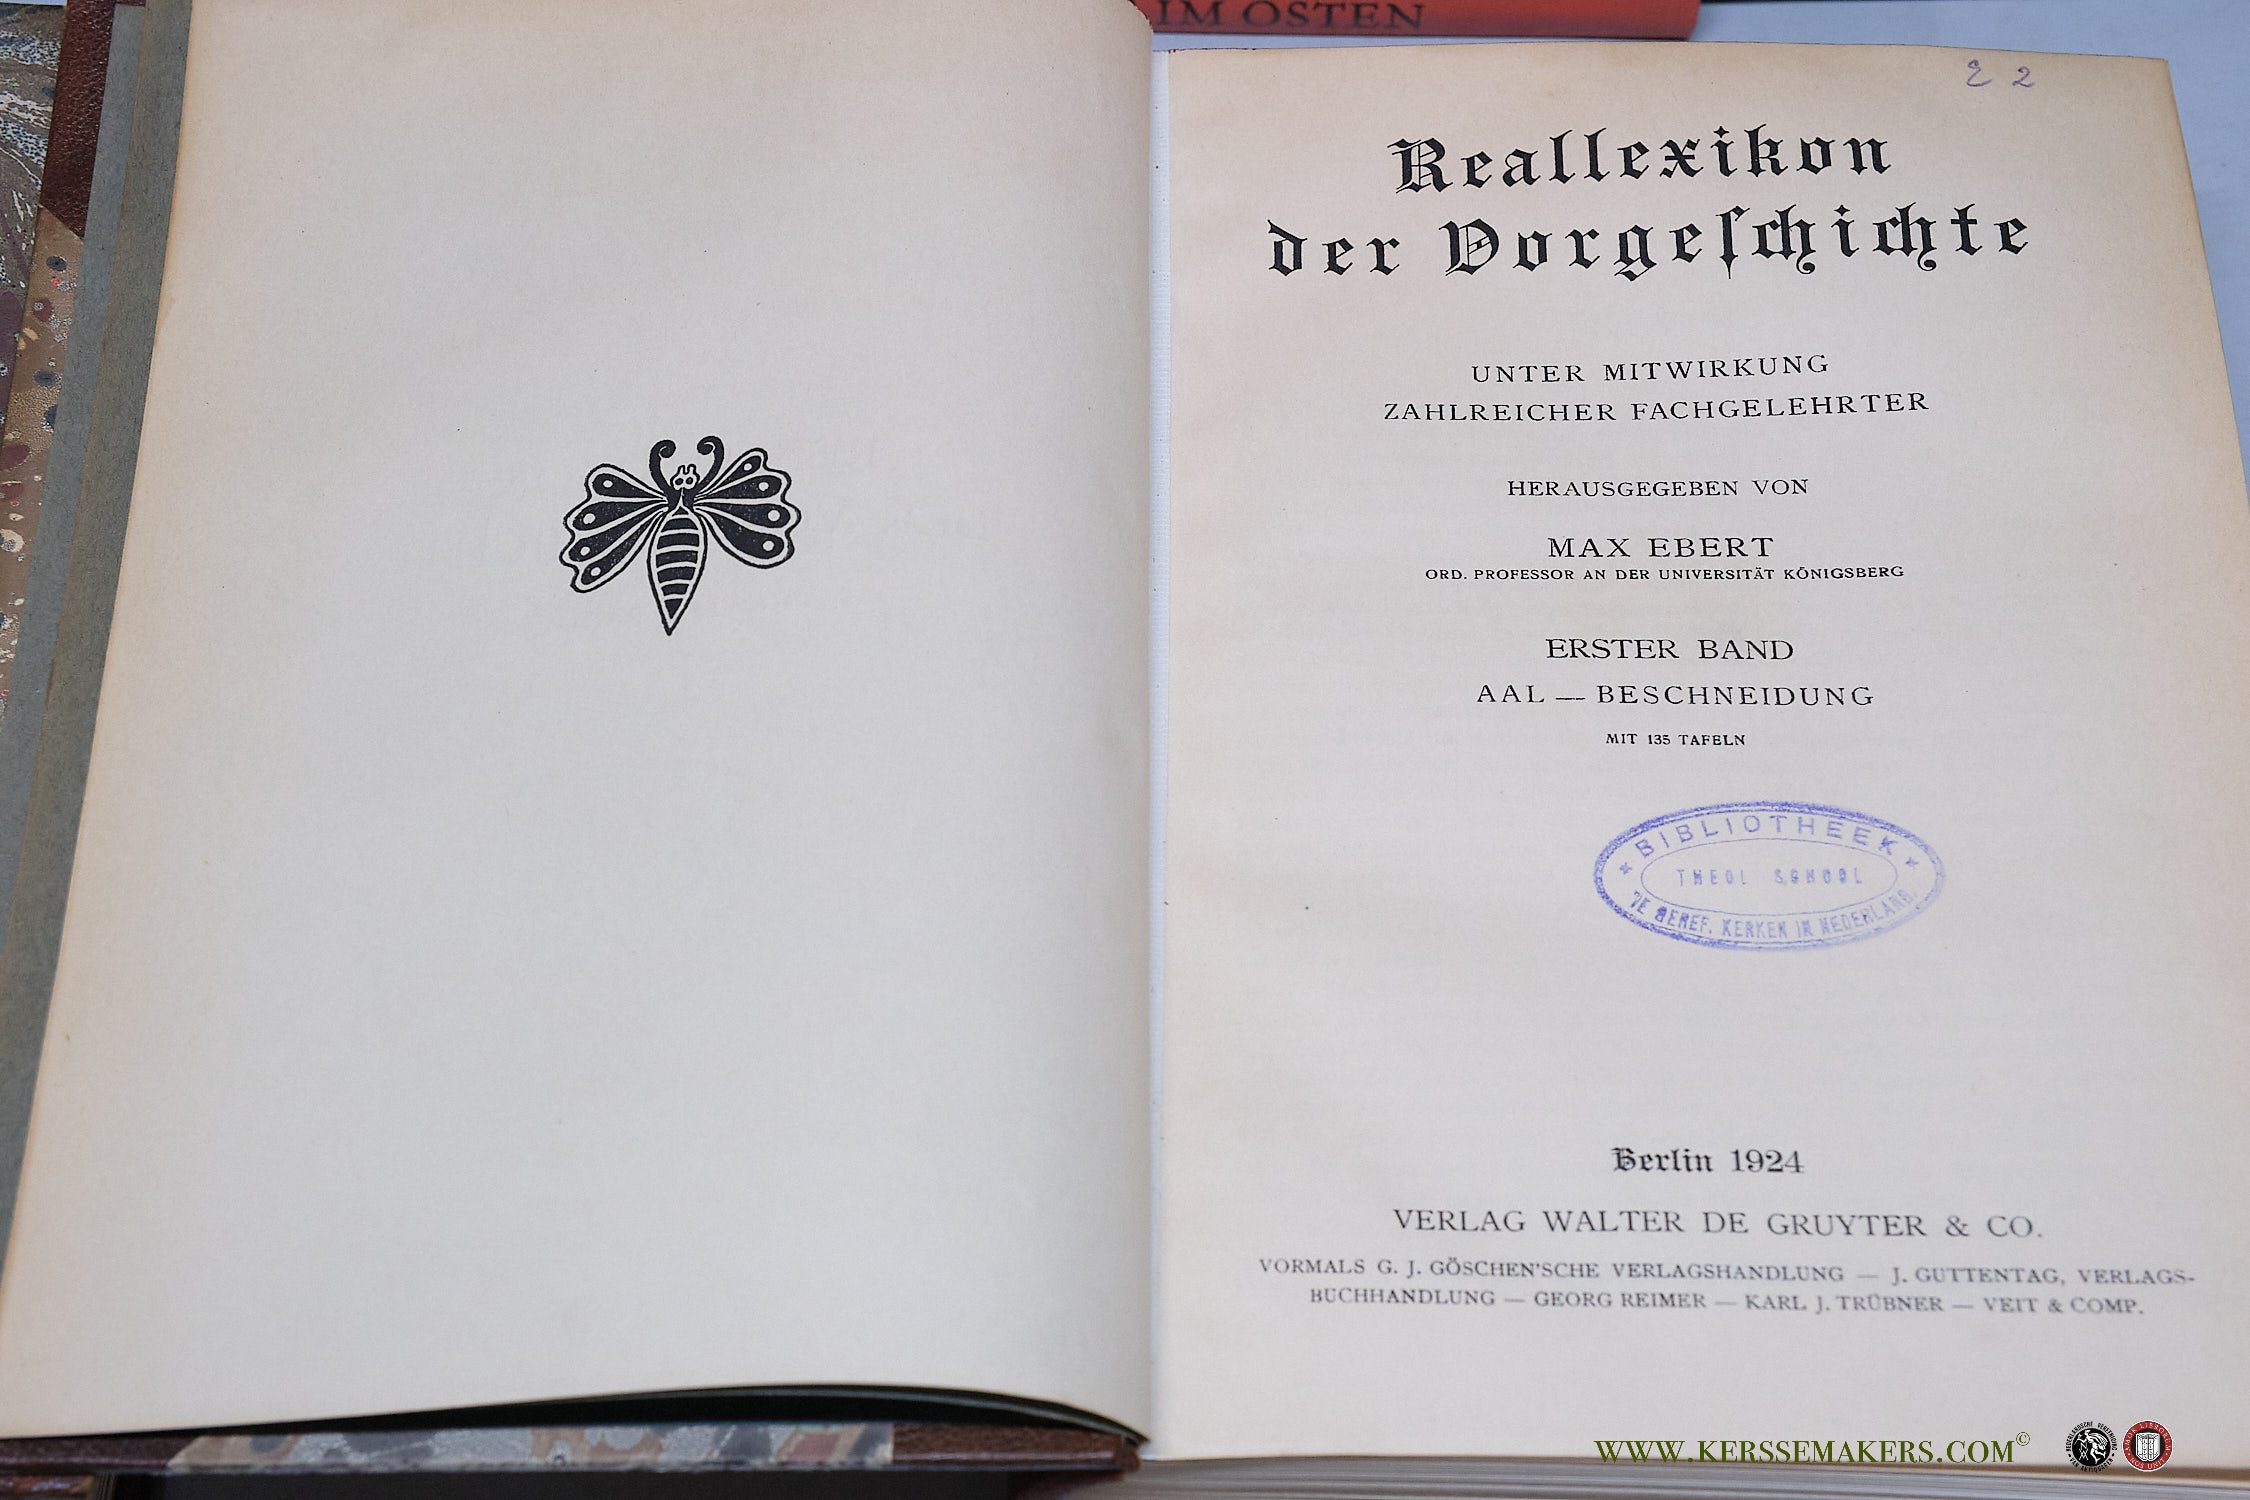 IM OSTEN
E 2
Reallexikon
der Vorgeſchichte
UNTER MITWIRKUNG
ZAHLREICHER FACHGELEHRTER
HERAUSGEGEBEN VON
MAX EBERT
ORD. PROFESSOR AN DER UNIVERSITÄT KÖNIGSBERG
ERSTER BAND
AAL — BESCHNEIDUNG
MIT 135 TAFELN
* BIBLIOTHEEK *
THEOL SCHOOL
DE GEREF. KERKEN IN NEDERLAND
Berlin 1924
VERLAG WALTER DE GRUYTER & CO.
VORMALS G. J. GÖSCHEN'SCHE VERLAGSHANDLUNG — J. GUTTENTAG, VERLAGS-
BUCHHANDLUNG — GEORG REIMER — KARL J. TRÜBNER — VEIT & COMP.
WWW.KERSSEMAKERS.COM©